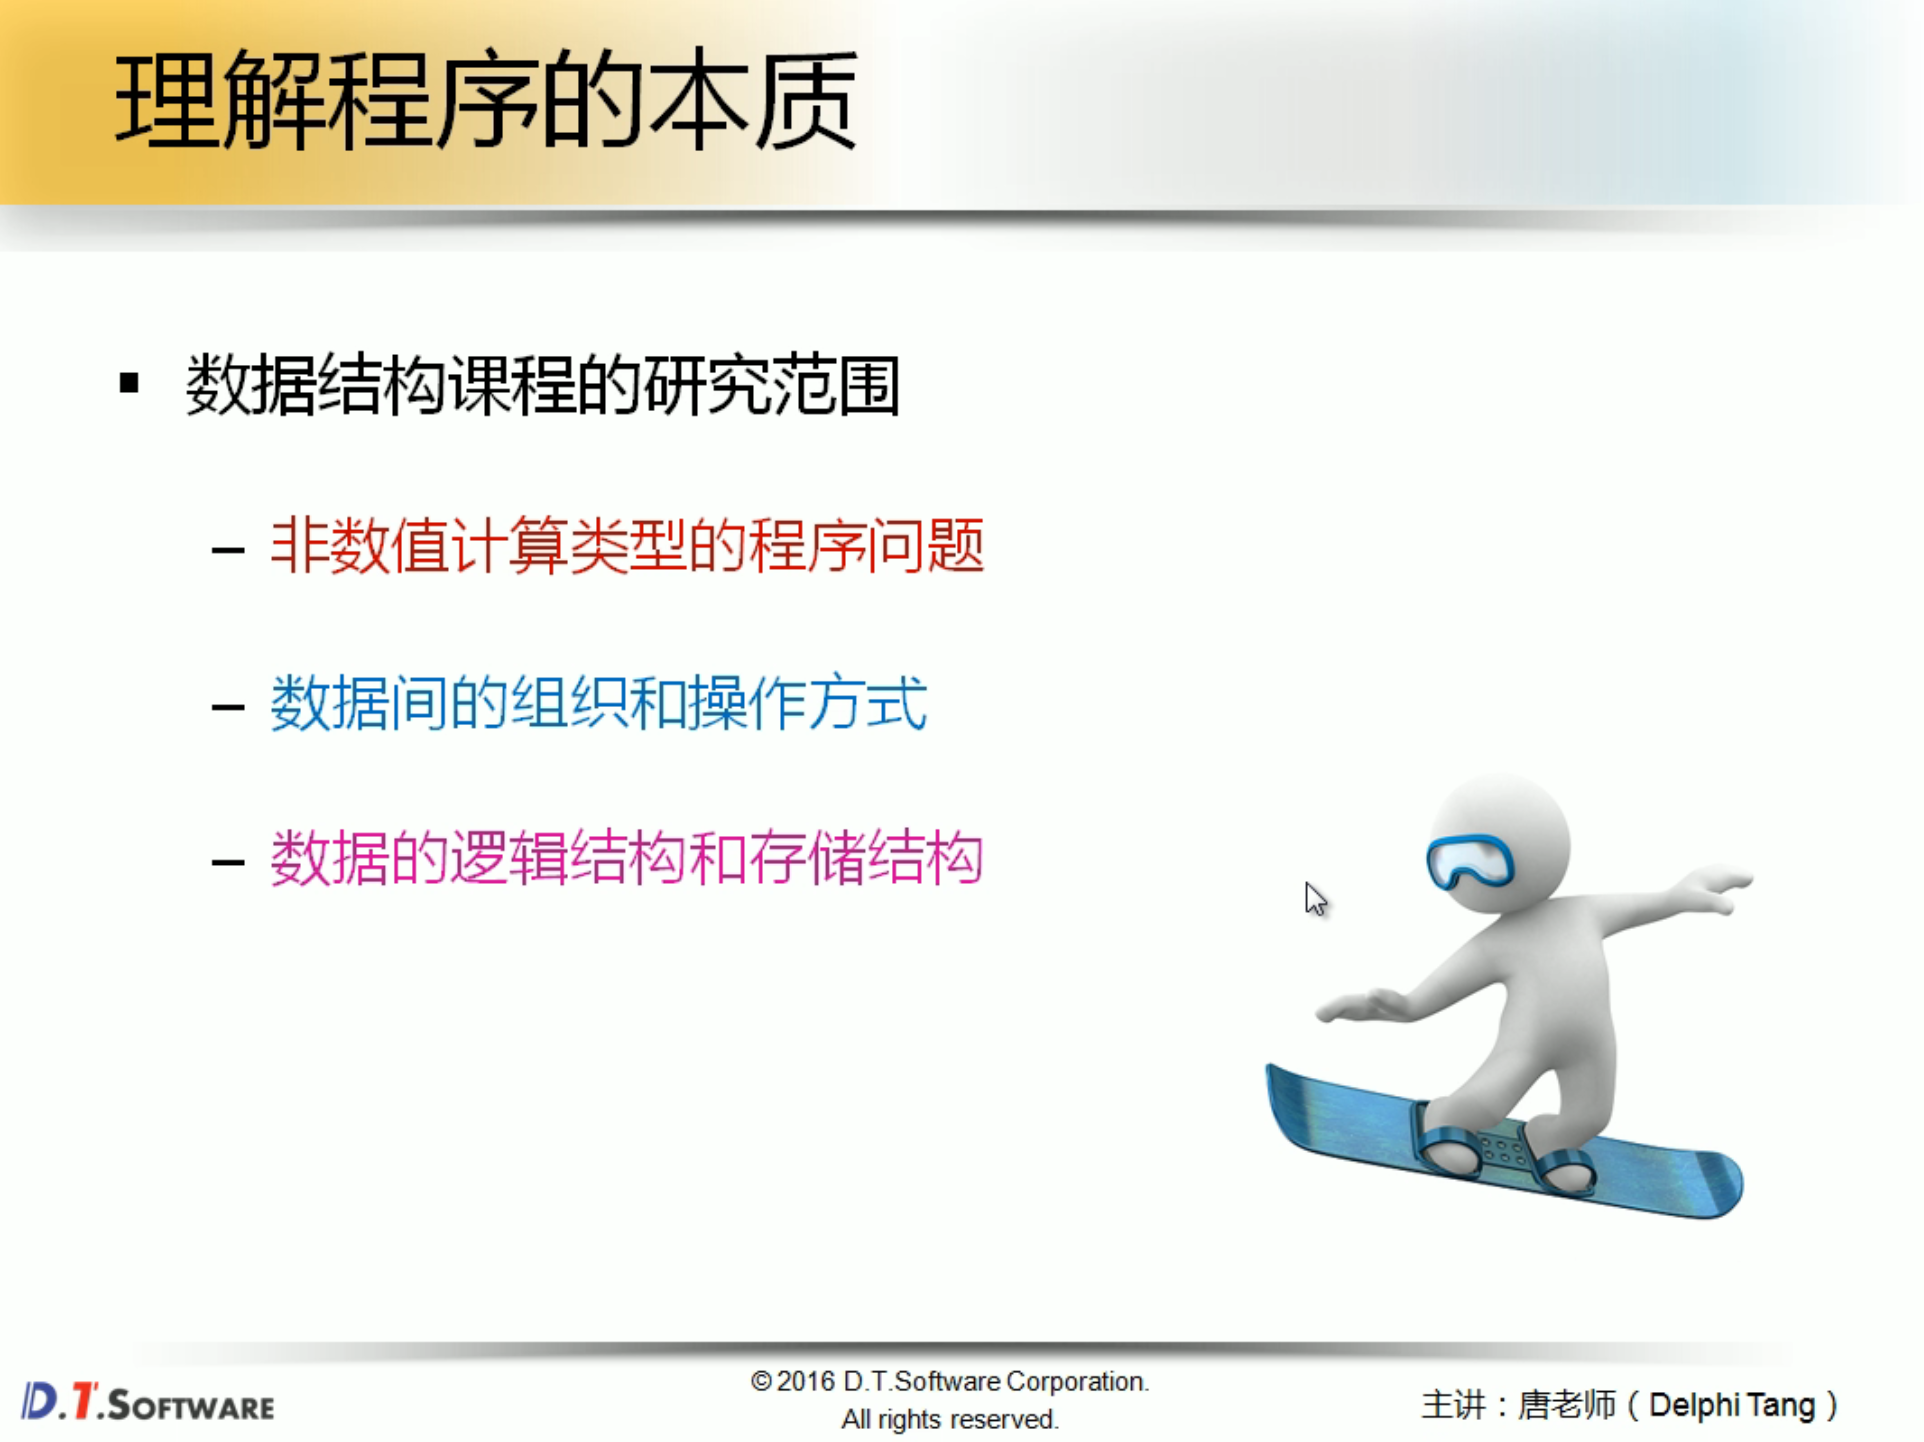 理解程序的本质
▪ 数据结构课程的研究范围
– 非数值计算类型的程序问题
– 数据间的组织和操作方式
– 数据的逻辑结构和存储结构
D.T.SOFTWARE
© 2016 D.T.Software Corporation.
All rights reserved.
主讲：唐老师（Delphi Tang）